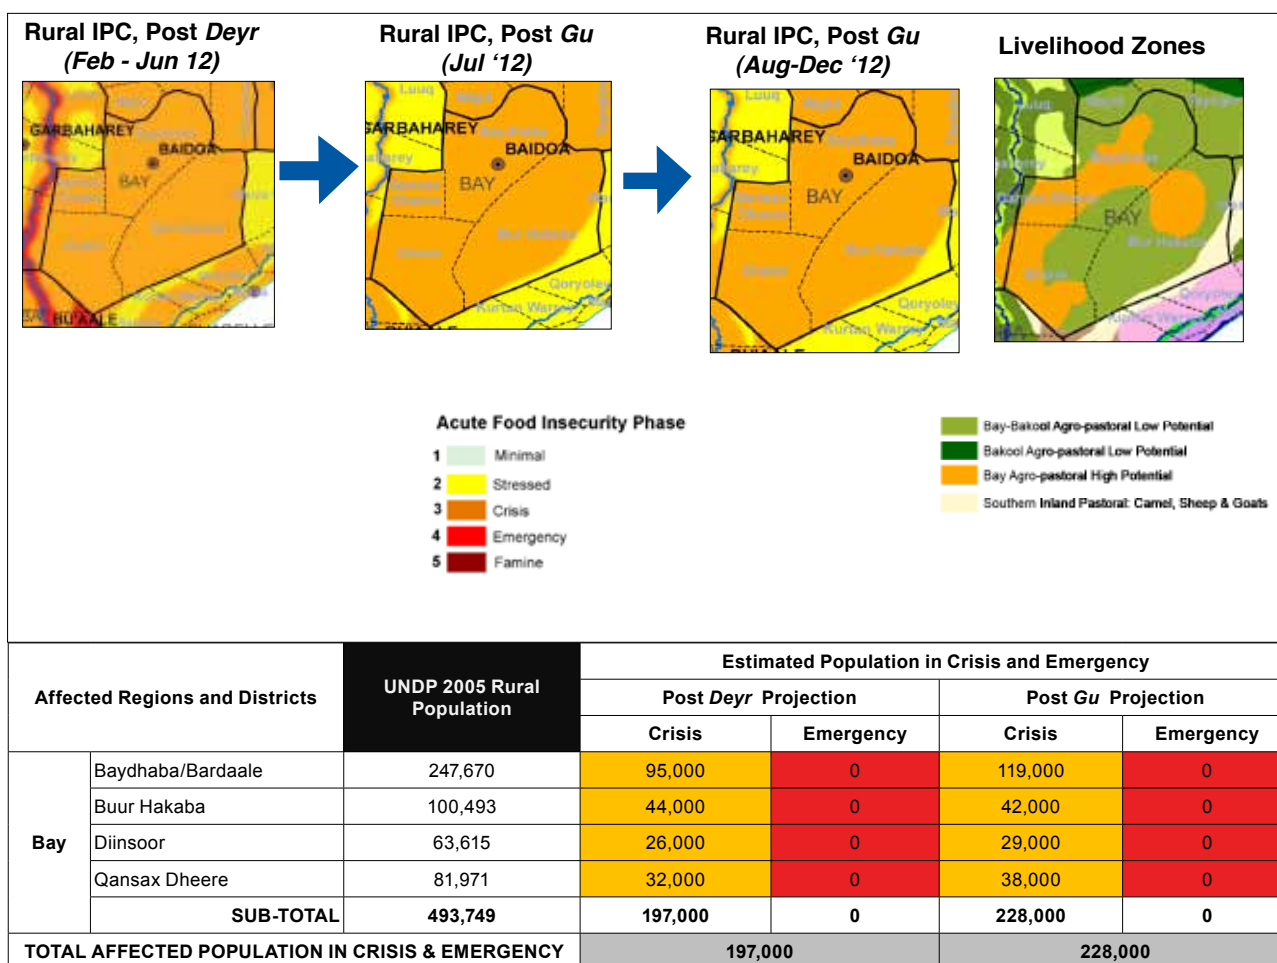 Rural IPC, Post Deyr
(Feb - Jun 12)
Rural IPC, Post Gu
(Jul ‘12)
Rural IPC, Post Gu
(Aug-Dec ‘12)
Livelihood Zones
Luuq
GARBAHAREY
BAIDOA
BAY
Bur Hakaba
Qoryoley
Kurtun Warrey
BU'AALE
Acute Food Insecurity Phase
1 Minimal
2 Stressed
3 Crisis
4 Emergency
5 Famine
Bay-Bakool Agro-pastoral Low Potential
Bakool Agro-pastoral Low Potential
Bay Agro-pastoral High Potential
Southern Inland Pastoral: Camel, Sheep & Goats
Affected Regions and Districts
UNDP 2005 Rural
Population
Estimated Population in Crisis and Emergency
Post Deyr Projection
Post Gu Projection
Crisis Emergency Crisis Emergency
Bay
Baydhaba/Bardaale 247,670 95,000 0 119,000 0
Buur Hakaba 100,493 44,000 0 42,000 0
Diinsoor 63,615 26,000 0 29,000 0
Qansax Dheere 81,971 32,000 0 38,000 0
SUB-TOTAL 493,749 197,000 0 228,000 0
TOTAL AFFECTED POPULATION IN CRISIS & EMERGENCY 197,000 228,000